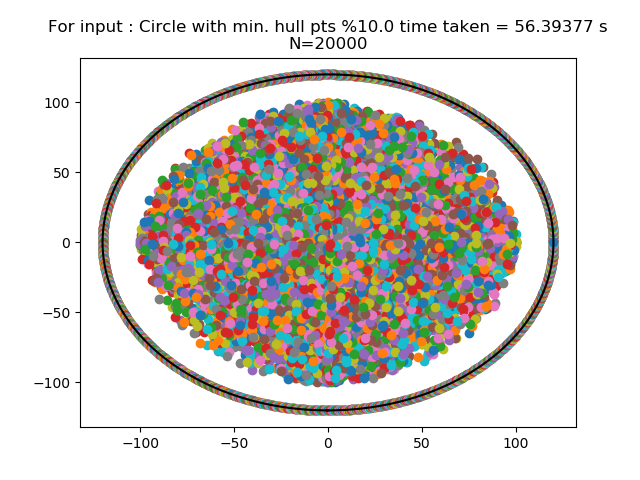 For input : Circle with min. hull pts %10.0 time taken = 56.39377 s
N=20000
100
50
0
−50
−100
−100 −50 0 50 100